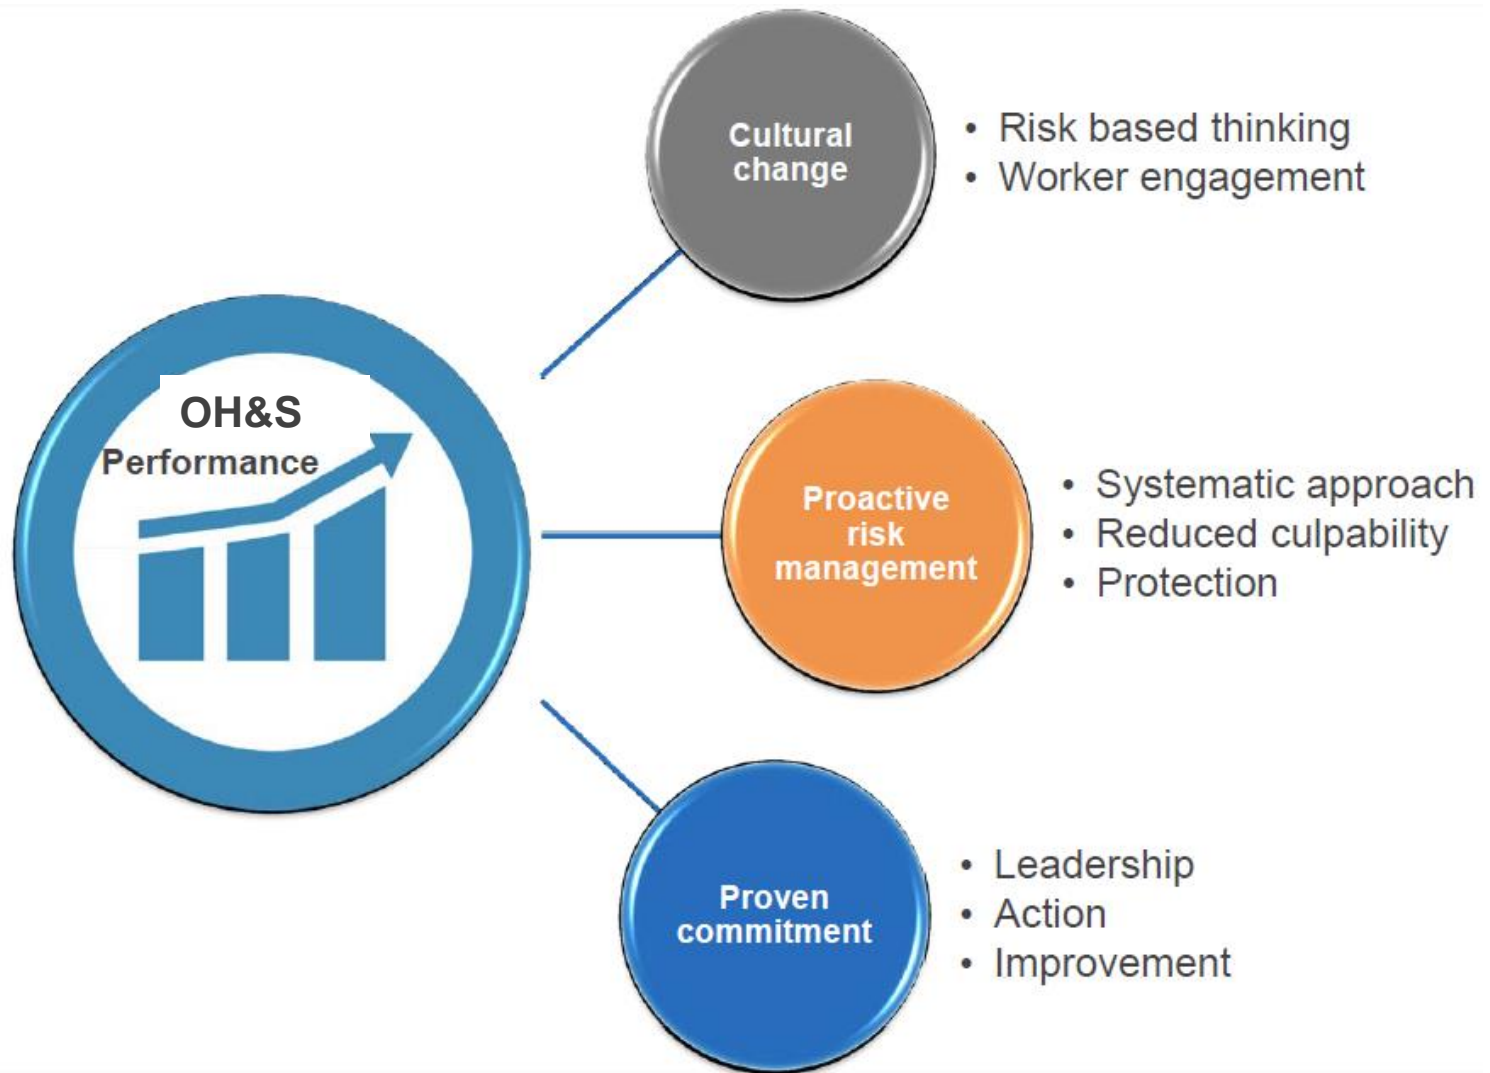 OH&S
Performance
Cultural
change
• Risk based thinking
• Worker engagement
Proactive
risk
management
• Systematic approach
• Reduced culpability
• Protection
Proven
commitment
• Leadership
• Action
• Improvement